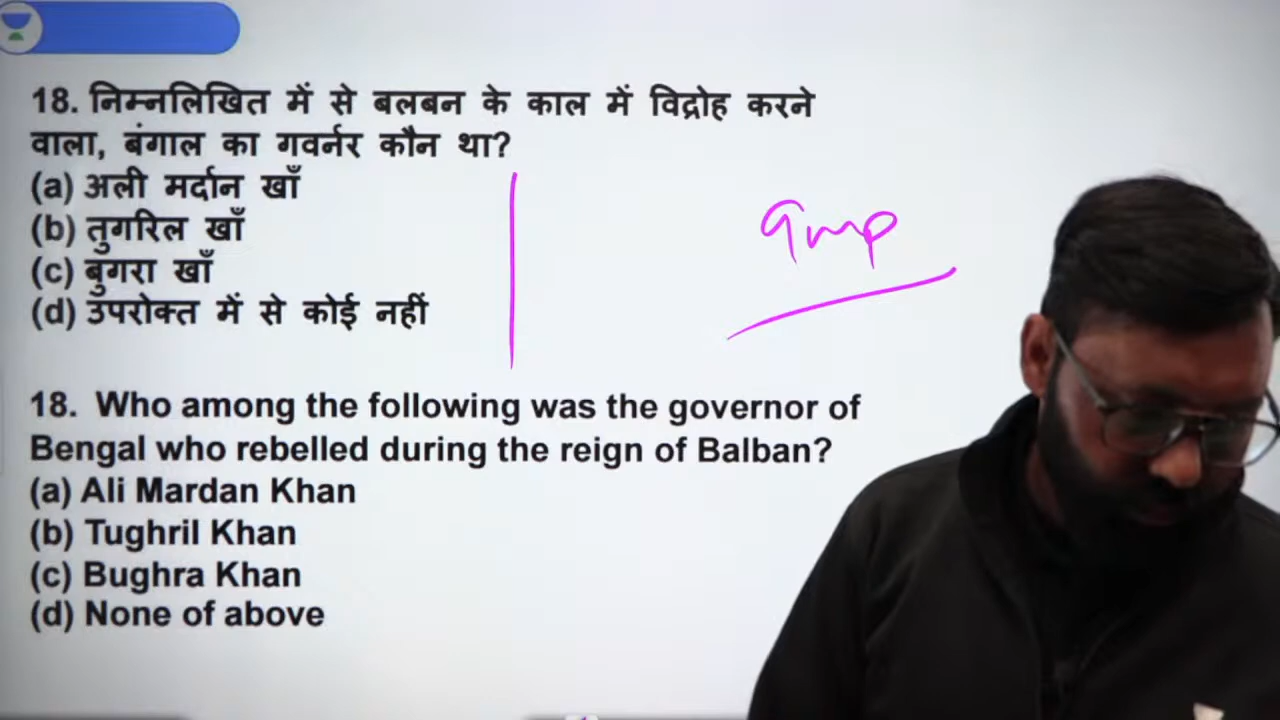 18. निम्नलिखित में से बलबन के काल में विद्रोह करने
वाला, बंगाल का गवर्नर कौन था?
(a) अली मर्दान खाँ
(b) तुगरिल खाँ
(c) बुगरा खाँ
(d) उपरोक्त में से कोई नहीं
Imp
18. Who among the following was the governor of
Bengal who rebelled during the reign of Balban?
(a) Ali Mardan Khan
(b) Tughril Khan
(c) Bughra Khan
(d) None of above